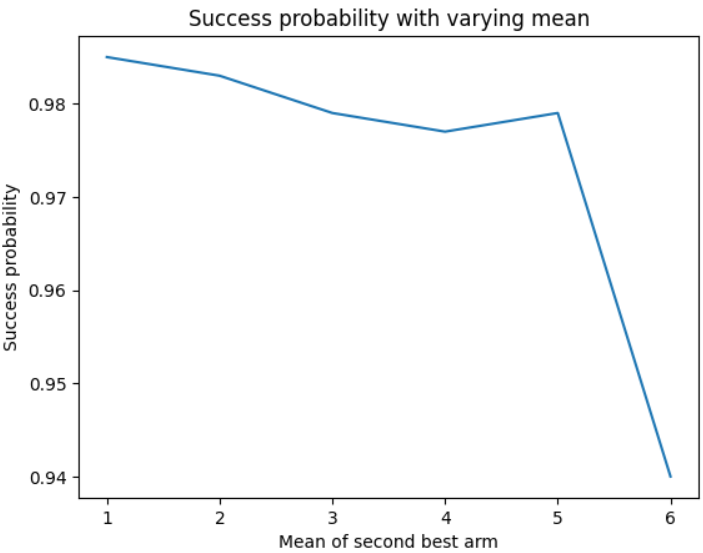 Success probability with varying mean
Success probability
0.98
0.97
0.96
0.95
0.94
1 2 3 4 5 6
Mean of second best arm